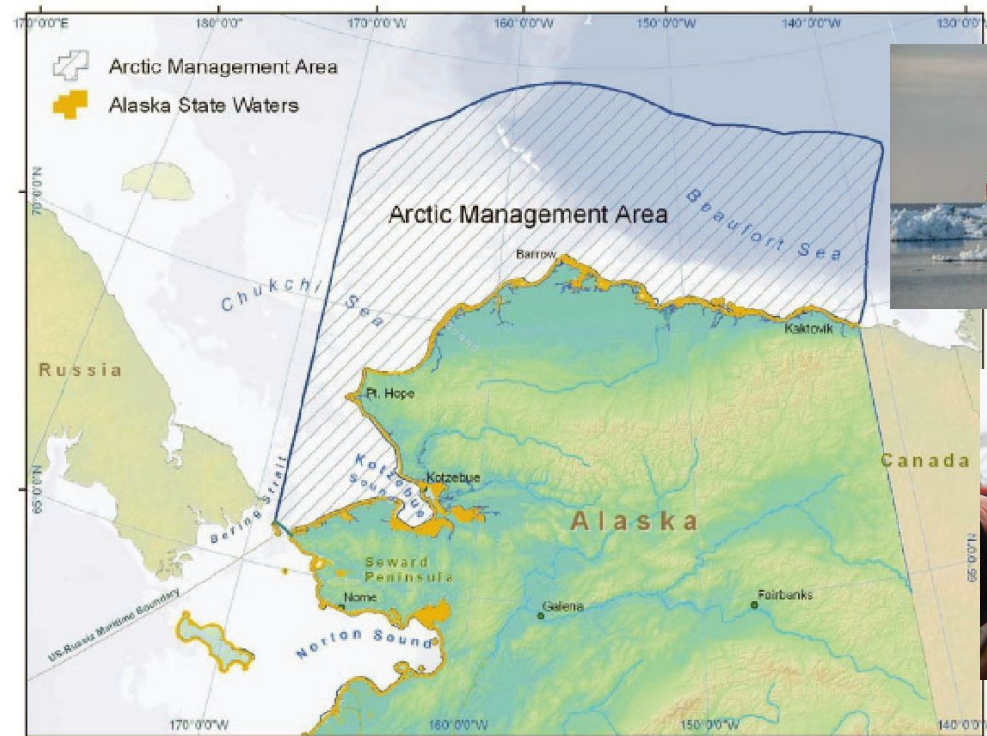 170°0'0"E
180°0'0"W
170°0'0"W
160°0'0"W
150°0'0"W
140°0'0"W
130°0'0"
Arctic Management Area
Alaska State Waters
70°0'0"N
Arctic Management Area
Beaufort Sea
Barrow
Chukchi Sea
Kaktovik
Russia
Pt. Hope
Canada
Kotzebue
Sound
Kotzebue
65°0'0"N
Bering Strait
Alaska
65°0'0"N
Seward
Peninsula
US-Russia Maritime Boundary
Nome
Galena
Fairbanks
Norton Sound
170°0'0"W
160°0'0"W
150°0'0"W
140°0'0"W